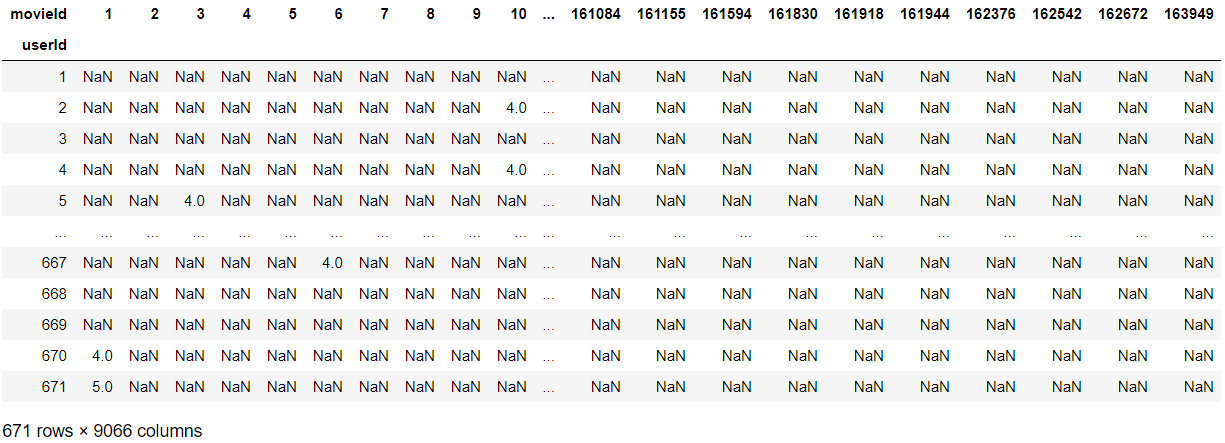 movieId 1 2 3 4 5 6 7 8 9 10 ... 161084 161155 161594 161830 161918 161944 162376 162542 162672 163949
userId
1 NaN NaN NaN NaN NaN NaN NaN NaN NaN NaN ... NaN NaN NaN NaN NaN NaN NaN NaN NaN NaN
2 NaN NaN NaN NaN NaN NaN NaN NaN NaN 4.0 ... NaN NaN NaN NaN NaN NaN NaN NaN NaN NaN
3 NaN NaN NaN NaN NaN NaN NaN NaN NaN NaN ... NaN NaN NaN NaN NaN NaN NaN NaN NaN NaN
4 NaN NaN NaN NaN NaN NaN NaN NaN NaN 4.0 ... NaN NaN NaN NaN NaN NaN NaN NaN NaN NaN
5 NaN NaN 4.0 NaN NaN NaN NaN NaN NaN NaN ... NaN NaN NaN NaN NaN NaN NaN NaN NaN NaN
... ... ... ... ... ... ... ... ... ... ... ... ... ... ... ... ... ... ... ... ... ...
667 NaN NaN NaN NaN NaN 4.0 NaN NaN NaN NaN ... NaN NaN NaN NaN NaN NaN NaN NaN NaN NaN
668 NaN NaN NaN NaN NaN NaN NaN NaN NaN NaN ... NaN NaN NaN NaN NaN NaN NaN NaN NaN NaN
669 NaN NaN NaN NaN NaN NaN NaN NaN NaN NaN ... NaN NaN NaN NaN NaN NaN NaN NaN NaN NaN
670 4.0 NaN NaN NaN NaN NaN NaN NaN NaN NaN ... NaN NaN NaN NaN NaN NaN NaN NaN NaN NaN
671 5.0 NaN NaN NaN NaN NaN NaN NaN NaN NaN ... NaN NaN NaN NaN NaN NaN NaN NaN NaN NaN
671 rows × 9066 columns